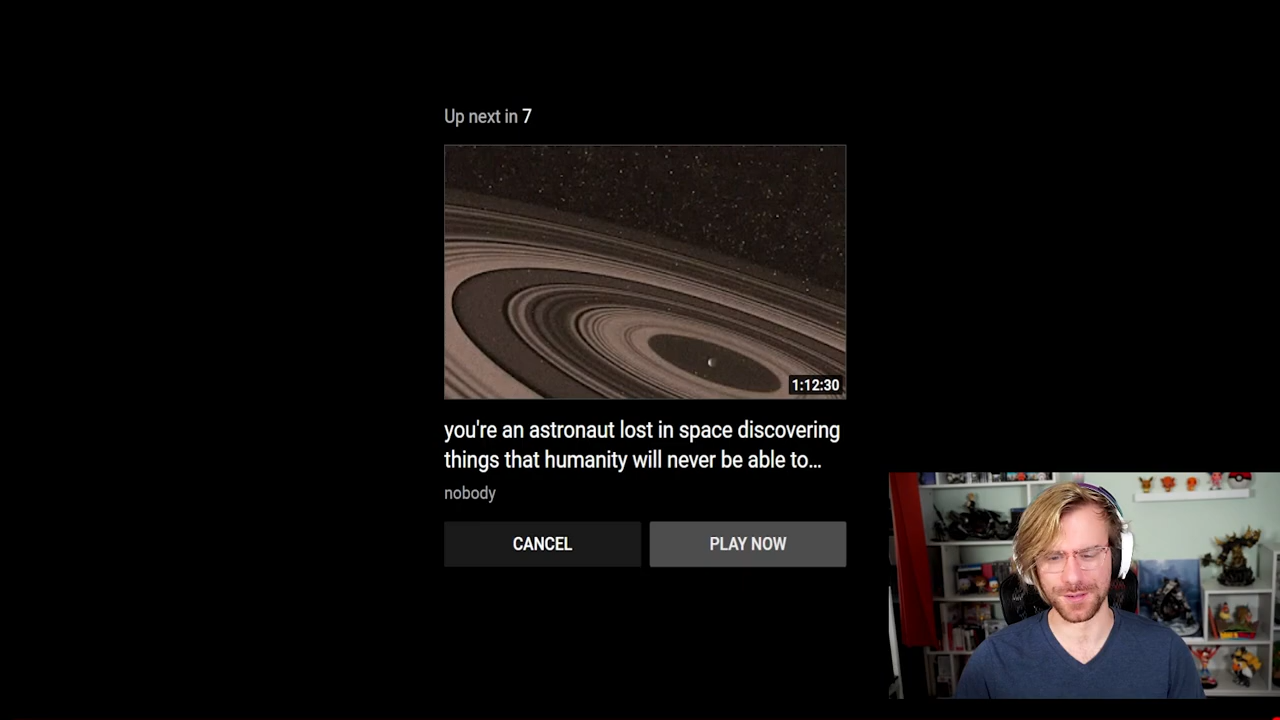 Up next in 7
1:12:30
you're an astronaut lost in space discovering
things that humanity will never be able to...
nobody
CANCEL
PLAY NOW